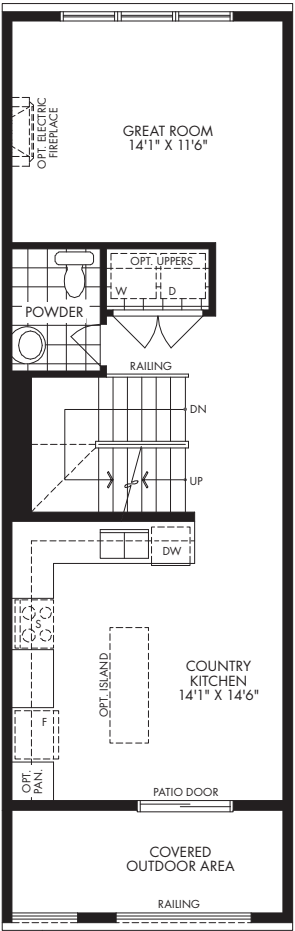 OPT. ELECTRIC
FIREPLACE
GREAT ROOM
14'1" X 11'6"
OPT. UPPERS
W
D
POWDER
RAILING
DN
UP
DW
S
OPT. ISLAND
COUNTRY
KITCHEN
14'1" X 14'6"
F
OPT.
PAN.
PATIO DOOR
COVERED
OUTDOOR AREA
RAILING